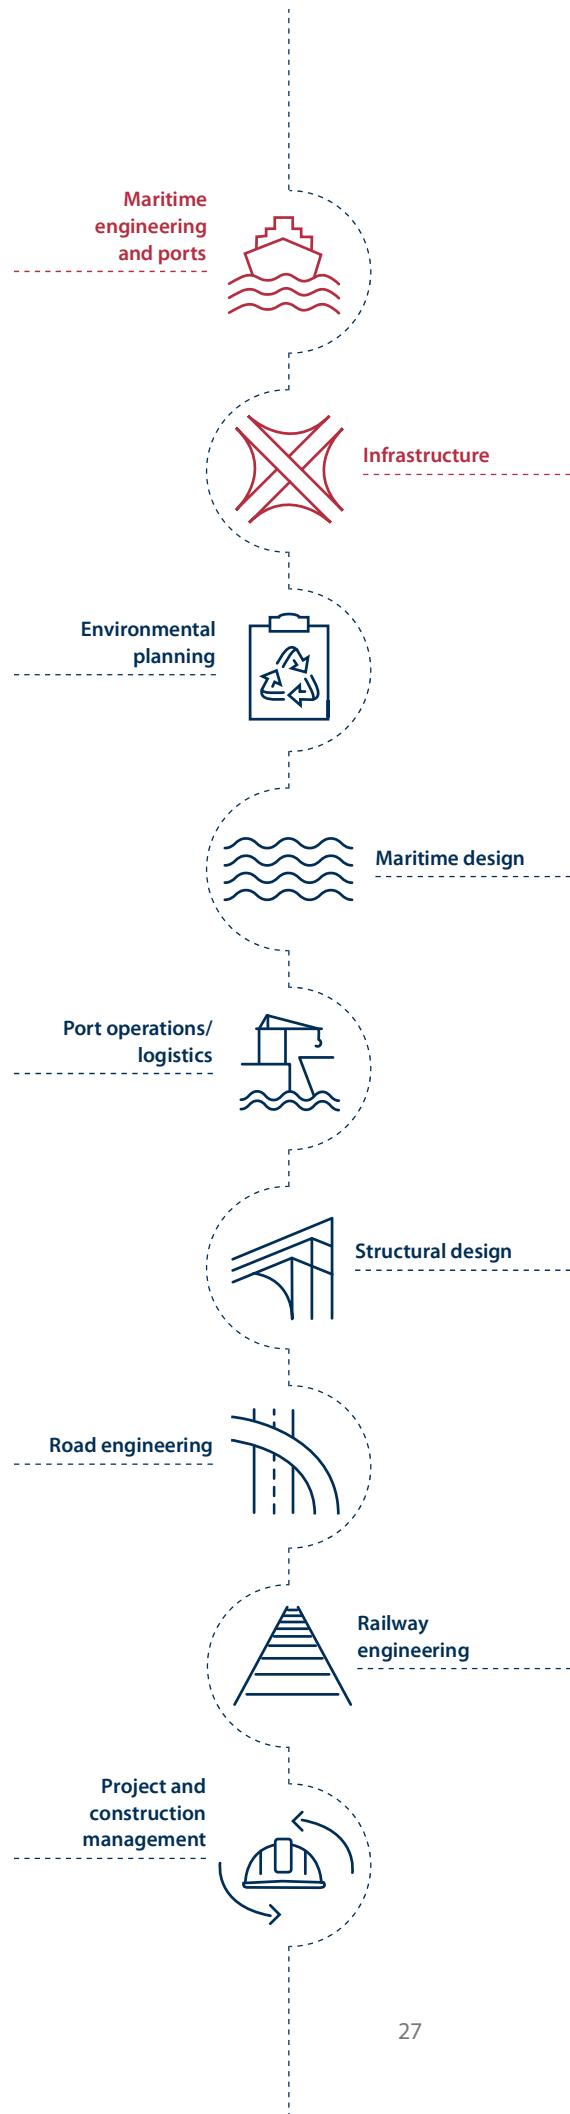 Maritime
engineering
and ports
Infrastructure
Environmental
planning
Maritime design
Port operations/
logistics
Structural design
Road engineering
Railway
engineering
Project and
construction
management
27